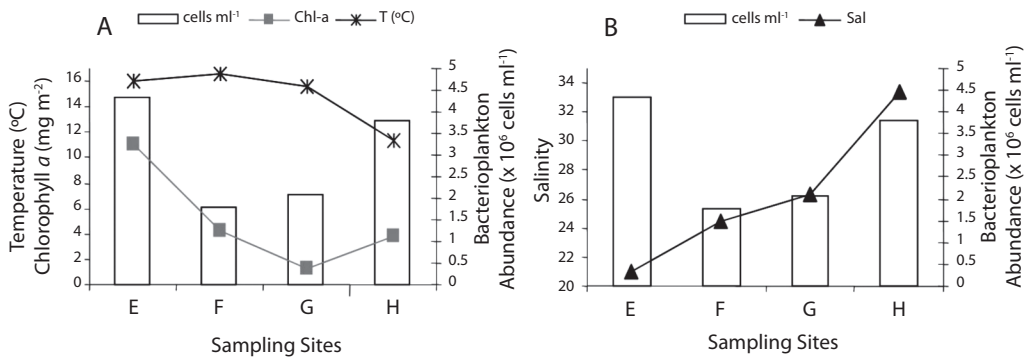 A
cells ml⁻¹
Chl-a
T (ºC)
Temperature (ºC)
Chlorophyll a (mg m⁻²)
16
14
12
10
8
6
4
2
0
5
4.5
4
3.5
3
2.5
2
1.5
1
0.5
0
Bacterioplankton
Abundance (x 10⁶ cells ml⁻¹)
E F G H
Sampling Sites
B
cells ml⁻¹
Sal
Salinity
34
32
30
28
26
24
22
20
5
4.5
4
3.5
3
2.5
2
1.5
1
0.5
0
Bacterioplankton
Abundance (x 10⁶ cells ml⁻¹)
E F G H
Sampling Sites